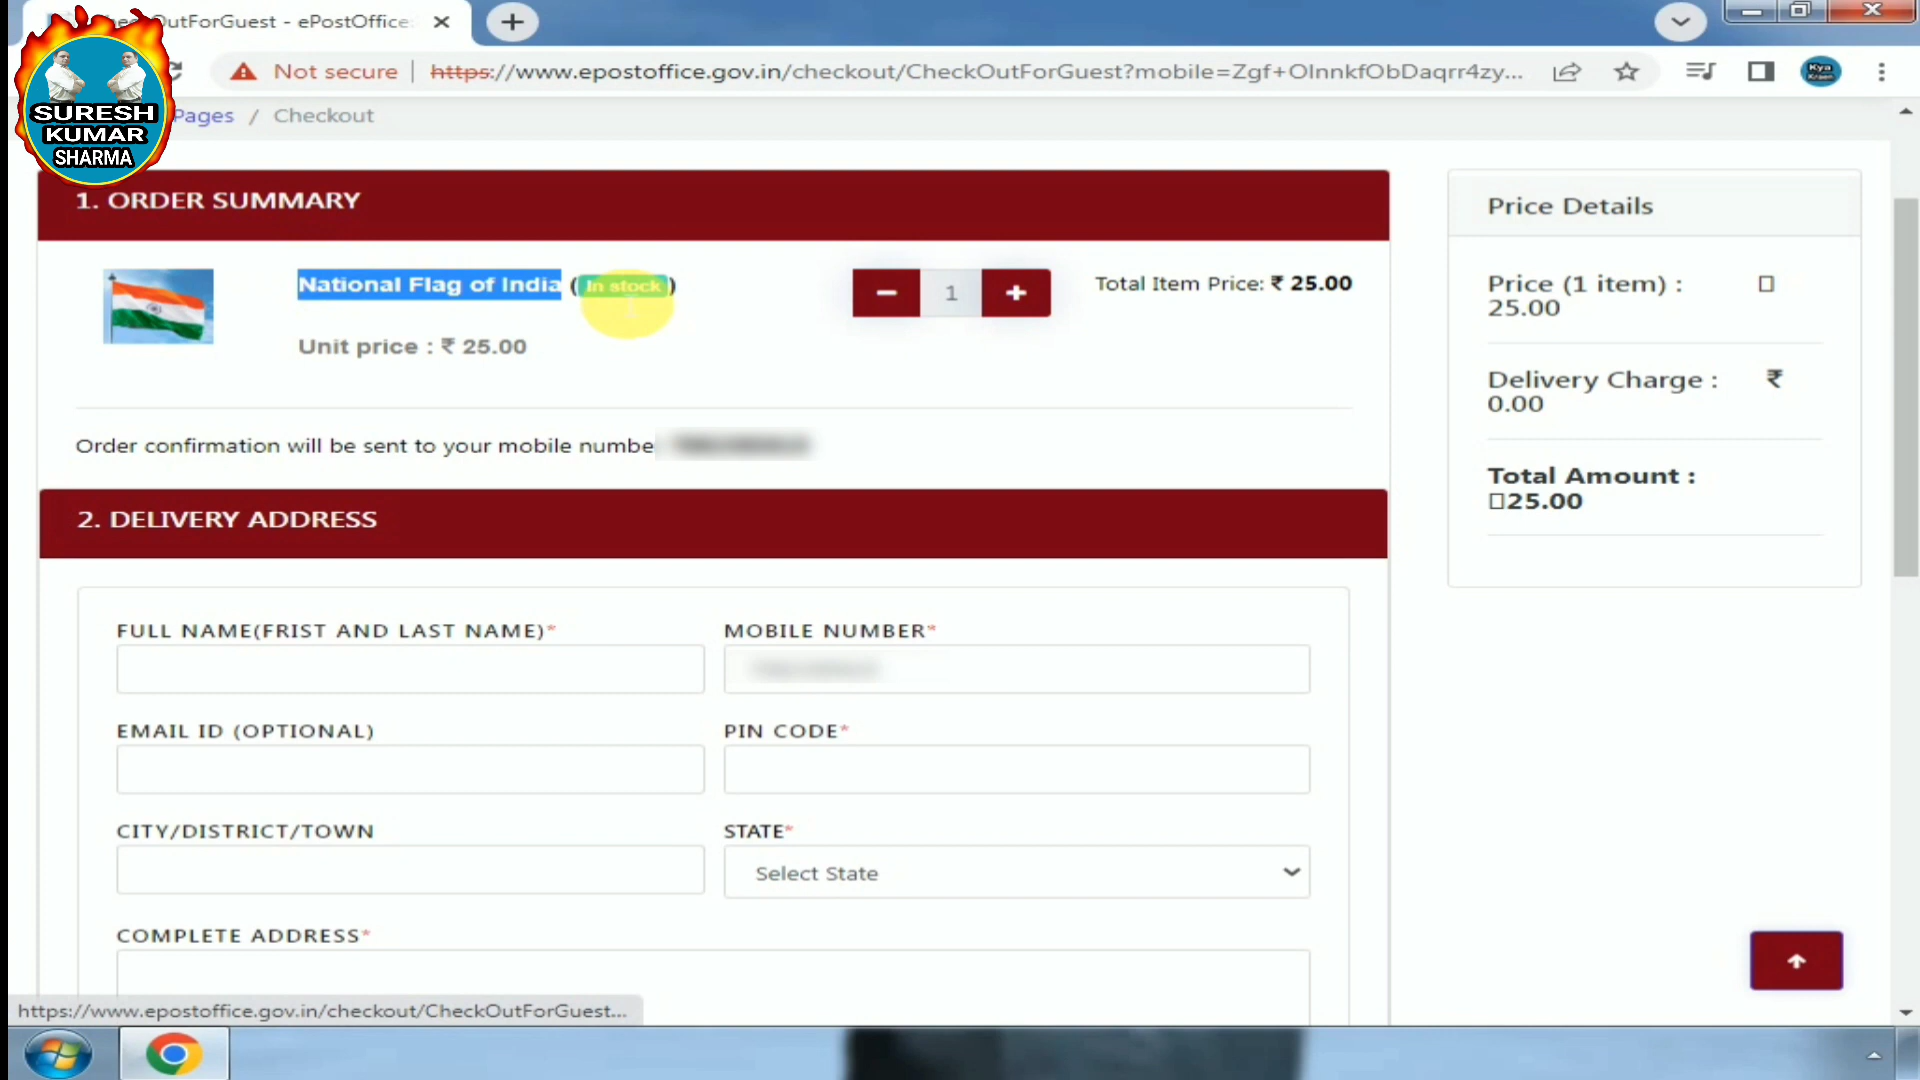 OutForGuest - ePostOffice
Not secure
https://www.epostoffice.gov.in/checkout/CheckOutForGuest?mobile=Zgf+OInnkfObDaqrr4zy...
Kya
SURESH
KUMAR
SHARMA
Pages / Checkout
1. ORDER SUMMARY
National Flag of India (In stock)
1
Total Item Price: ₹ 25.00
Unit price : ₹ 25.00
Order confirmation will be sent to your mobile numbe
2. DELIVERY ADDRESS
FULL NAME(FRIST AND LAST NAME)*
MOBILE NUMBER*
EMAIL ID (OPTIONAL)
PIN CODE*
CITY/DISTRICT/TOWN
STATE*
Select State
COMPLETE ADDRESS*
Price Details
Price (1 item) :
25.00
Delivery Charge : ₹
0.00
Total Amount :
25.00
https://www.epostoffice.gov.in/checkout/CheckOutForGuest...